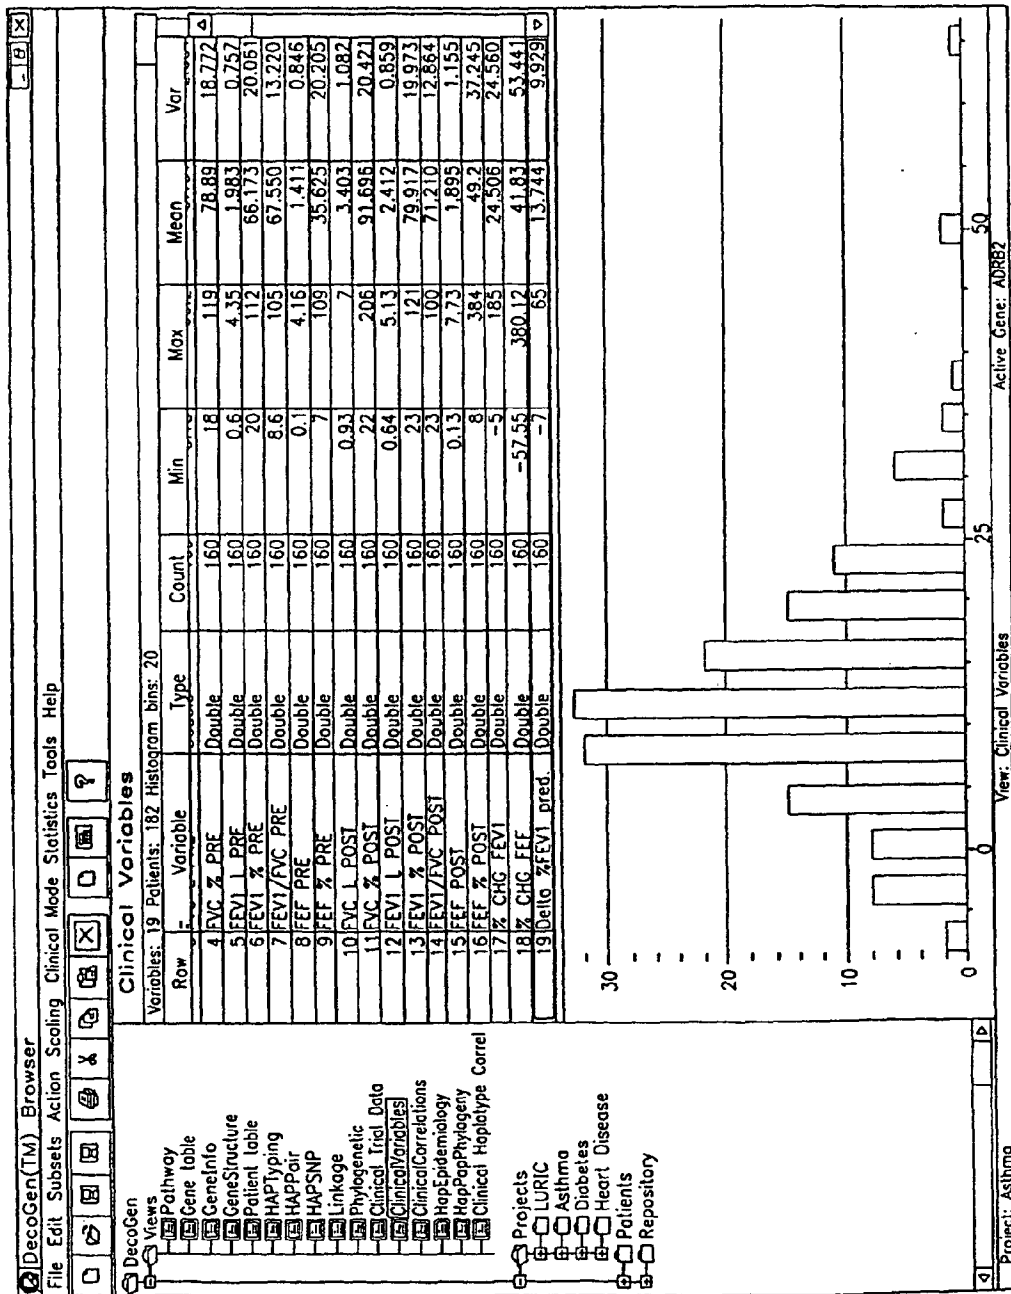 DecoGen(TM) Browser
File Edit Subsets Action Scaling Clinical Mode Statistics Tools Help
?
DecoGen
Views
Pathway
Gene table
GeneInfo
GeneStructure
Patient table
HAPTyping
HAPPair
HAPSNP
Linkage
Phylogenetic
Clinical Trial Data
ClinicalVariables
ClinicalCorrelations
HapEpidemiology
HapPapPhylogeny
Clinical Haplotype Correl
Projects
LURIC
Asthma
Diabetes
Heart Disease
Patients
Repository
Clinical Variables
Variables: 19 Patients: 182 Histogram bins: 20
Row Variable Type Count Min Max Mean Var
4 FVC % PRE Double 160 18 119 78.89 18.772
5 FEV1 L PRE Double 160 0.6 4.35 1.983 0.757
6 FEV1 % PRE Double 160 20 112 66.173 20.061
7 FEV1/FVC PRE Double 160 8.6 105 67.550 13.220
8 FEF PRE Double 160 0.1 4.16 1.411 0.846
9 FEF % PRE Double 160 7 109 35.625 20.205
10 FVC L POST Double 160 0.93 7 3.403 1.082
11 FVC % POST Double 160 22 206 91.696 20.421
12 FEV1 L POST Double 160 0.64 5.13 2.412 0.859
13 FEV1 % POST Double 160 23 121 79.917 19.973
14 FEV1/FVC POST Double 160 23 100 71.210 12.864
15 FEF POST Double 160 0.13 7.73 1.895 1.155
16 FEF % POST Double 160 8 384 49.2 37.245
17 % CHG FEV1 Double 160 -5 185 24.506 24.560
18 % CHG FEF Double 160 -57.55 380.12 41.83 53.441
19 Delta %FEV1 pred. Double 160 -7 65 13.744 9.929
30
20
10
0
0 25 50
Project: Asthma View: Clinical Variables Active Gene: ADRB2